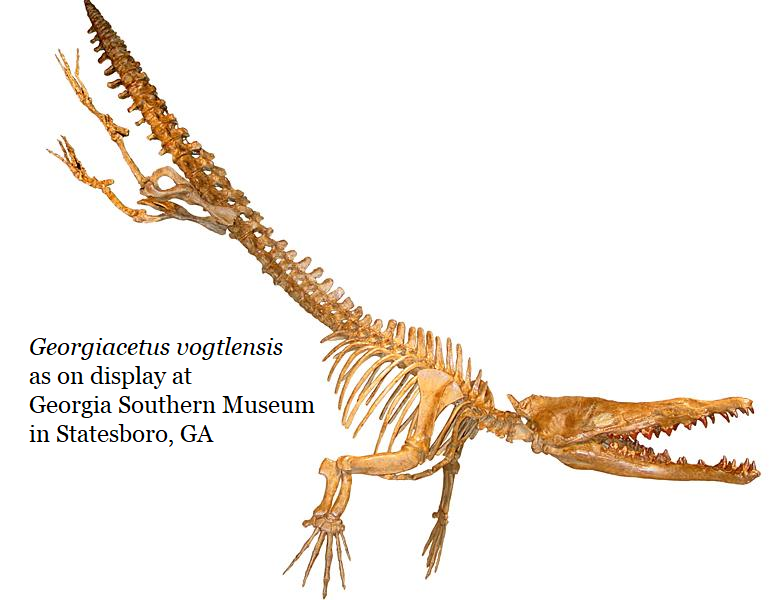 Georgiacetus vogtlensis
as on display at
Georgia Southern Museum
in Statesboro, GA